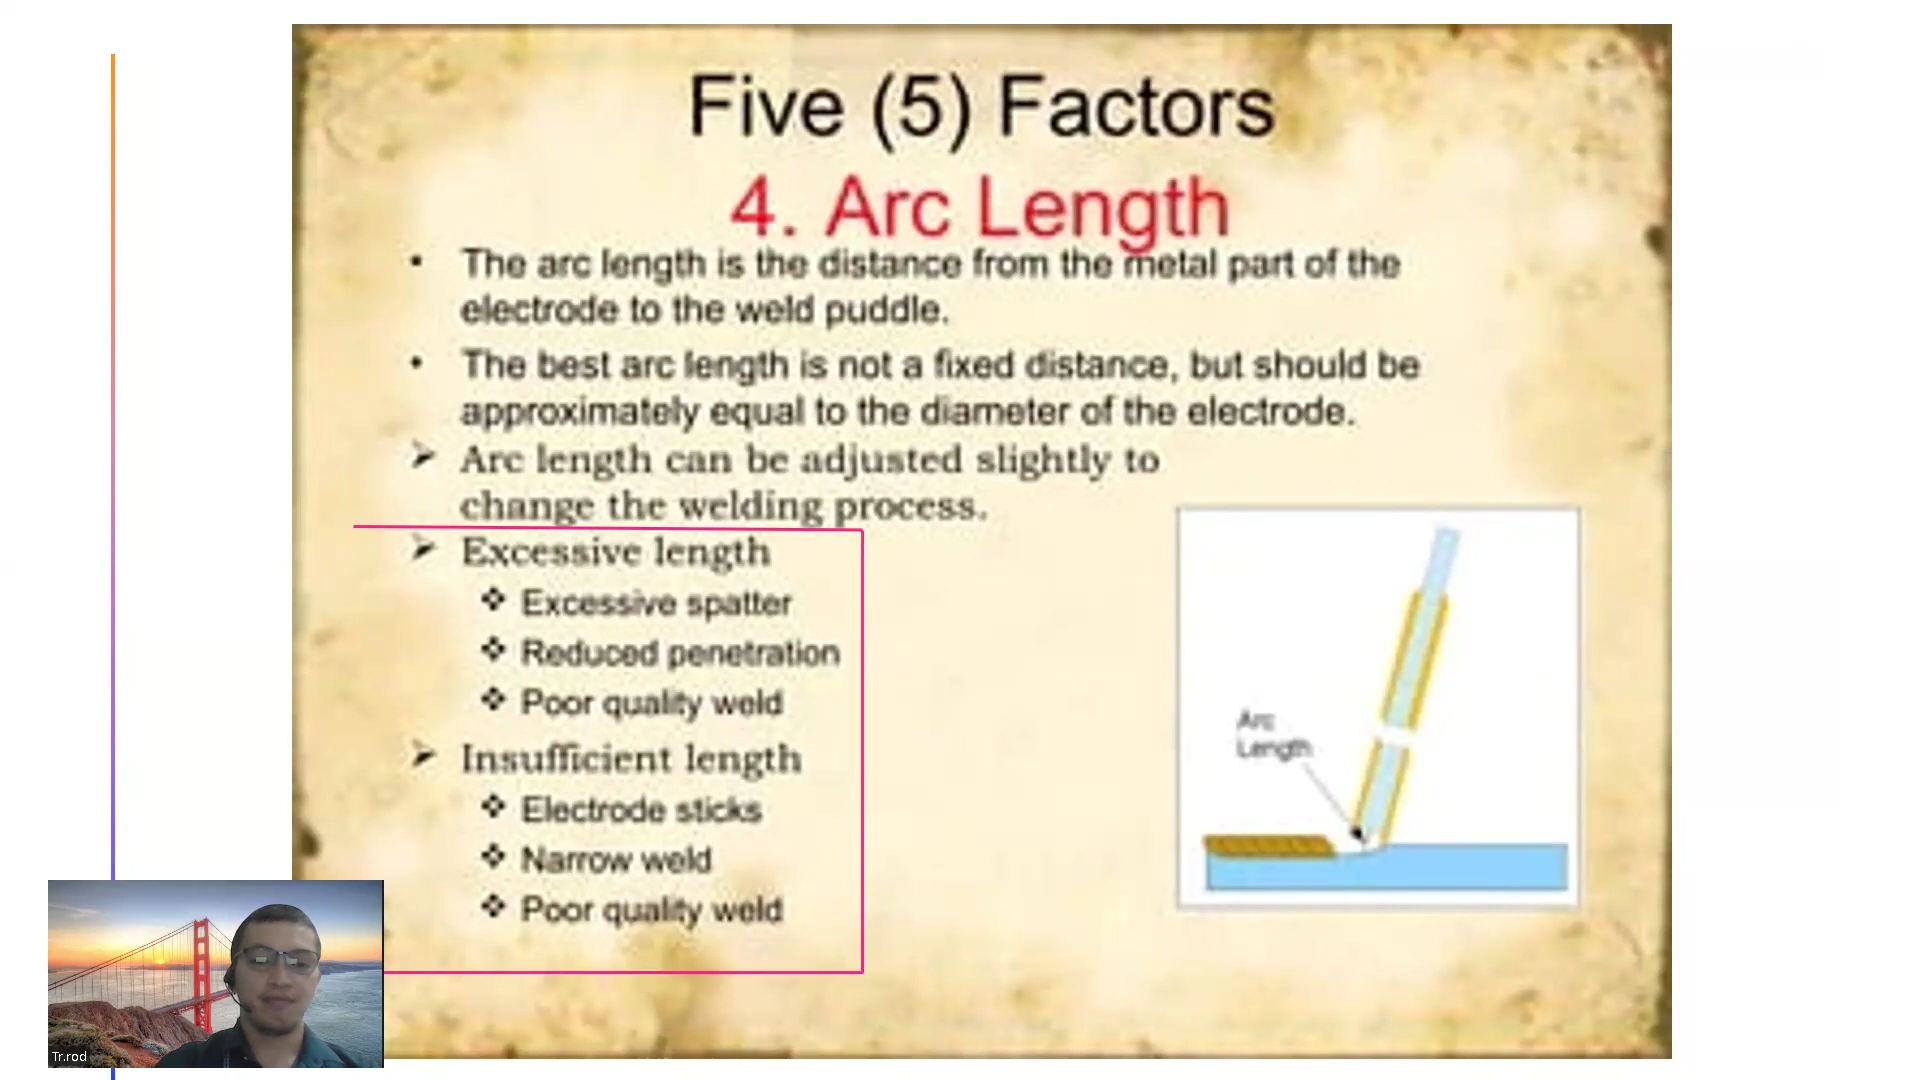 Five (5) Factors
4. Arc Length
• The arc length is the distance from the metal part of the
electrode to the weld puddle.
• The best arc length is not a fixed distance, but should be
approximately equal to the diameter of the electrode.
➢ Arc length can be adjusted slightly to
change the welding process.
➢ Excessive length
❖ Excessive spatter
❖ Reduced penetration
❖ Poor quality weld
➢ Insufficient length
❖ Electrode sticks
❖ Narrow weld
❖ Poor quality weld
Arc
Length
Tr.rod